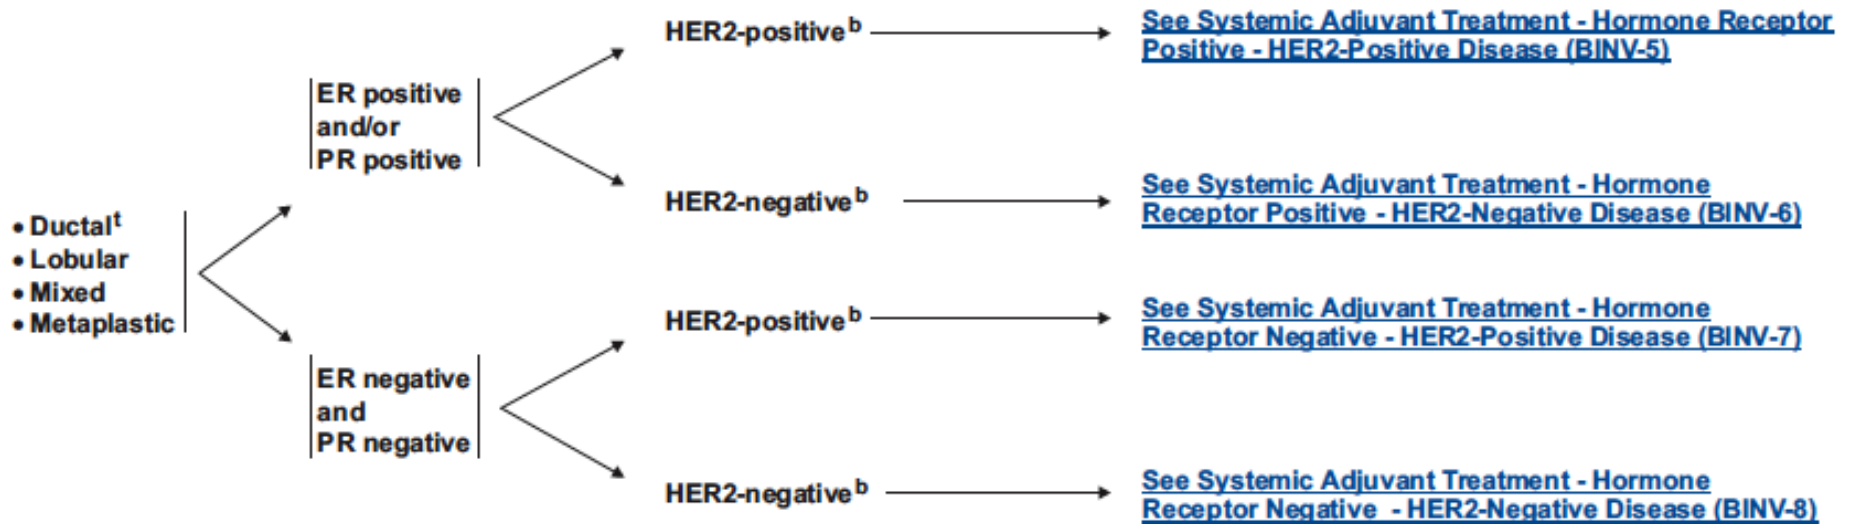 • Ductalᵗ
• Lobular
• Mixed
• Metaplastic
ER positive
and/or
PR positive
HER2-positiveᵇ
See Systemic Adjuvant Treatment - Hormone Receptor
Positive - HER2-Positive Disease (BINV-5)
HER2-negativeᵇ
See Systemic Adjuvant Treatment - Hormone
Receptor Positive - HER2-Negative Disease (BINV-6)
ER negative
and
PR negative
HER2-positiveᵇ
See Systemic Adjuvant Treatment - Hormone
Receptor Negative - HER2-Positive Disease (BINV-7)
HER2-negativeᵇ
See Systemic Adjuvant Treatment - Hormone
Receptor Negative - HER2-Negative Disease (BINV-8)